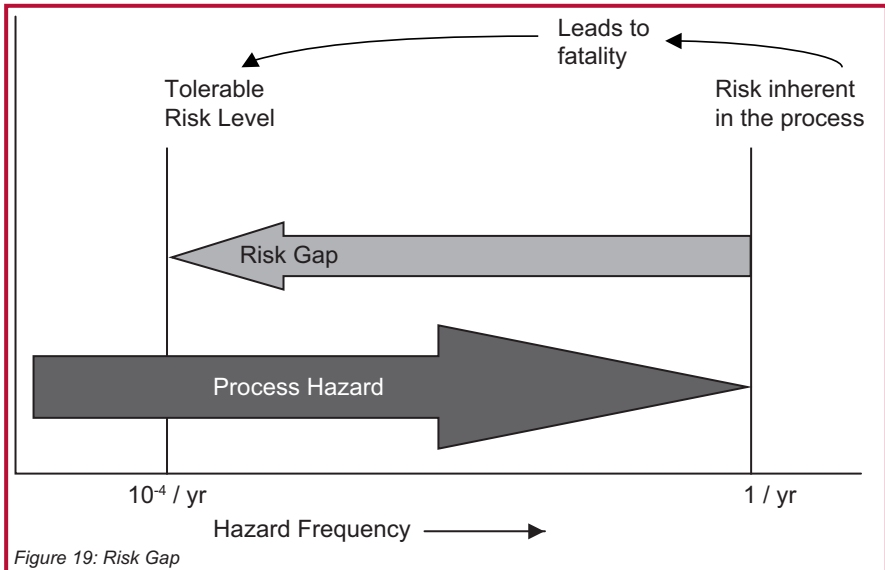 Leads to
fatality
Tolerable
Risk Level
Risk inherent
in the process
Risk Gap
Process Hazard
10⁻⁴ / yr
1 / yr
Hazard Frequency
Figure 19: Risk Gap